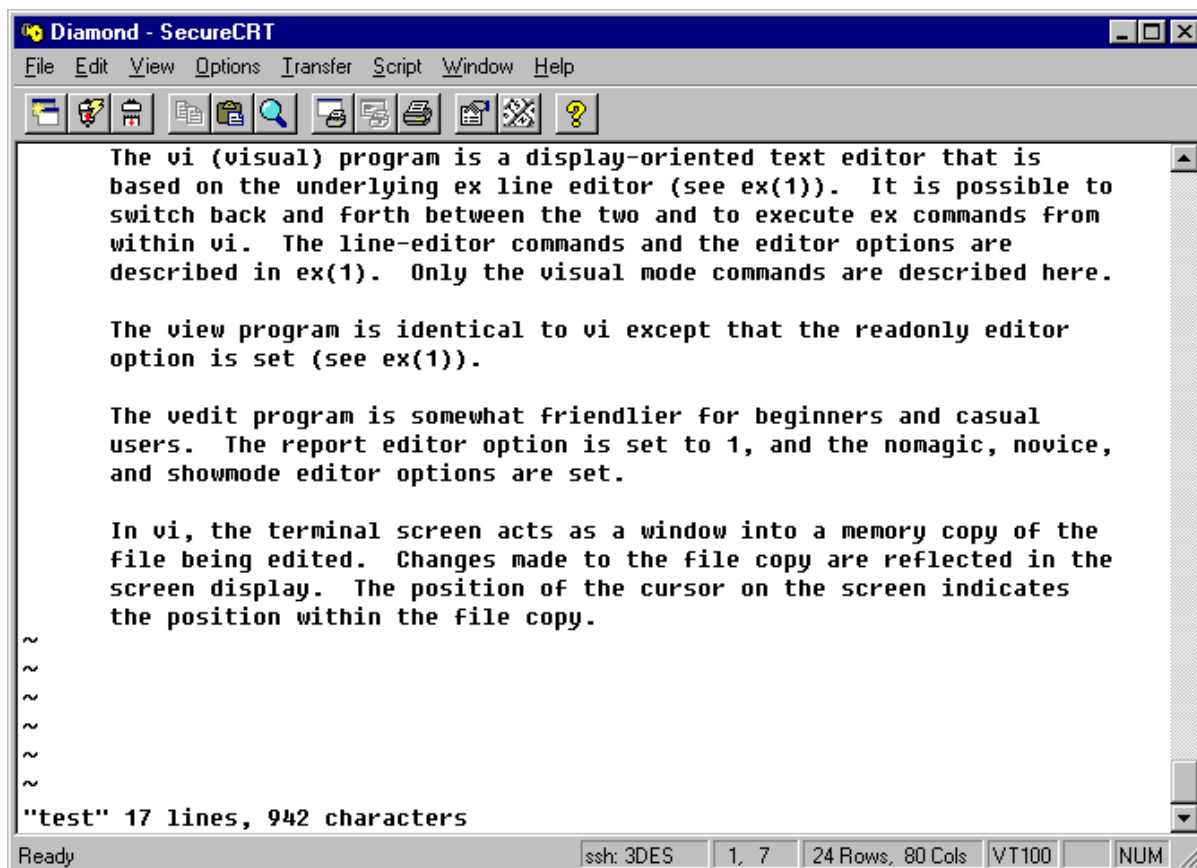 Diamond - SecureCRT
File Edit View Options Transfer Script Window Help
The vi (visual) program is a display-oriented text editor that is
based on the underlying ex line editor (see ex(1)).  It is possible to
switch back and forth between the two and to execute ex commands from
within vi.  The line-editor commands and the editor options are
described in ex(1).  Only the visual mode commands are described here.
The view program is identical to vi except that the readonly editor
option is set (see ex(1)).
The vedit program is somewhat friendlier for beginners and casual
users.  The report editor option is set to 1, and the nomagic, novice,
and showmode editor options are set.
In vi, the terminal screen acts as a window into a memory copy of the
file being edited.  Changes made to the file copy are reflected in the
screen display.  The position of the cursor on the screen indicates
the position within the file copy.
~
~
~
~
~
~
"test" 17 lines, 942 characters
Ready ssh: 3DES 1, 7 24 Rows, 80 Cols VT100 NUM